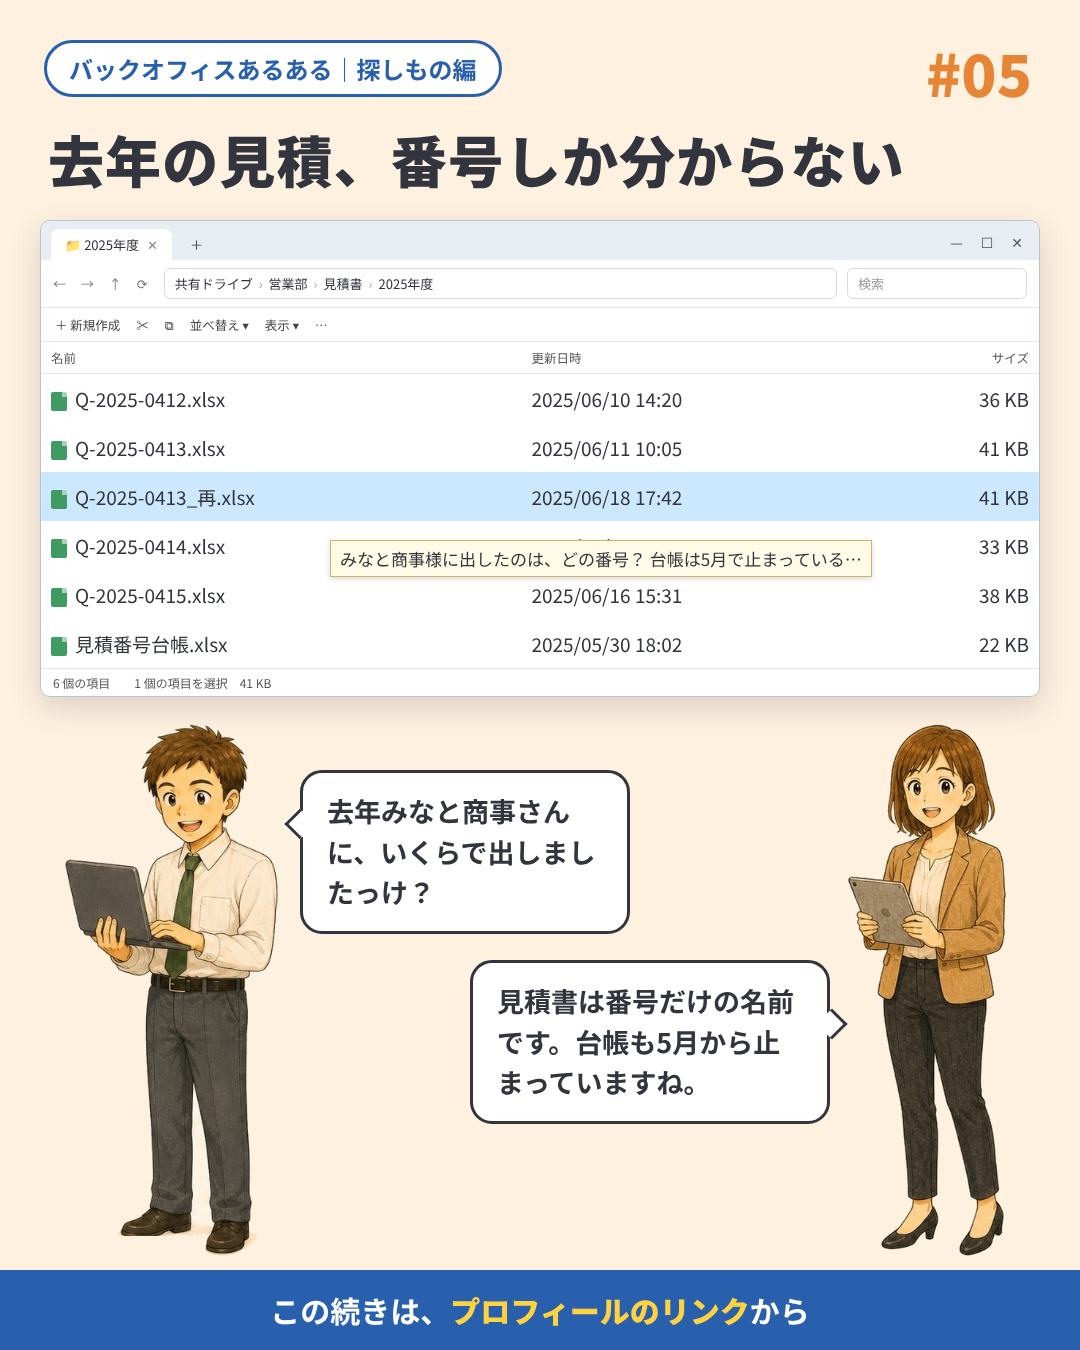 バックオフィスあるある｜探しもの編
#05
去年の見積、番号しか分からない
2025年度 ✕ ＋
← → ↑ ⟳ 共有ドライブ › 営業部 › 見積書 › 2025年度 検索
＋ 新規作成 並べ替え ▾ 表示 ▾ …
名前 更新日時 サイズ
Q-2025-0412.xlsx 2025/06/10 14:20 36 KB
Q-2025-0413.xlsx 2025/06/11 10:05 41 KB
Q-2025-0413_再.xlsx 2025/06/18 17:42 41 KB
Q-2025-0414.xlsx 33 KB
みなと商事様に出したのは、どの番号？ 台帳は5月で止まっている…
Q-2025-0415.xlsx 2025/06/16 15:31 38 KB
見積番号台帳.xlsx 2025/05/30 18:02 22 KB
6 個の項目 1 個の項目を選択 41 KB
去年みなと商事さん
に、いくらで出しまし
たっけ？
見積書は番号だけの名前
です。台帳も5月から止
まっていますね。
この続きは、プロフィールのリンクから